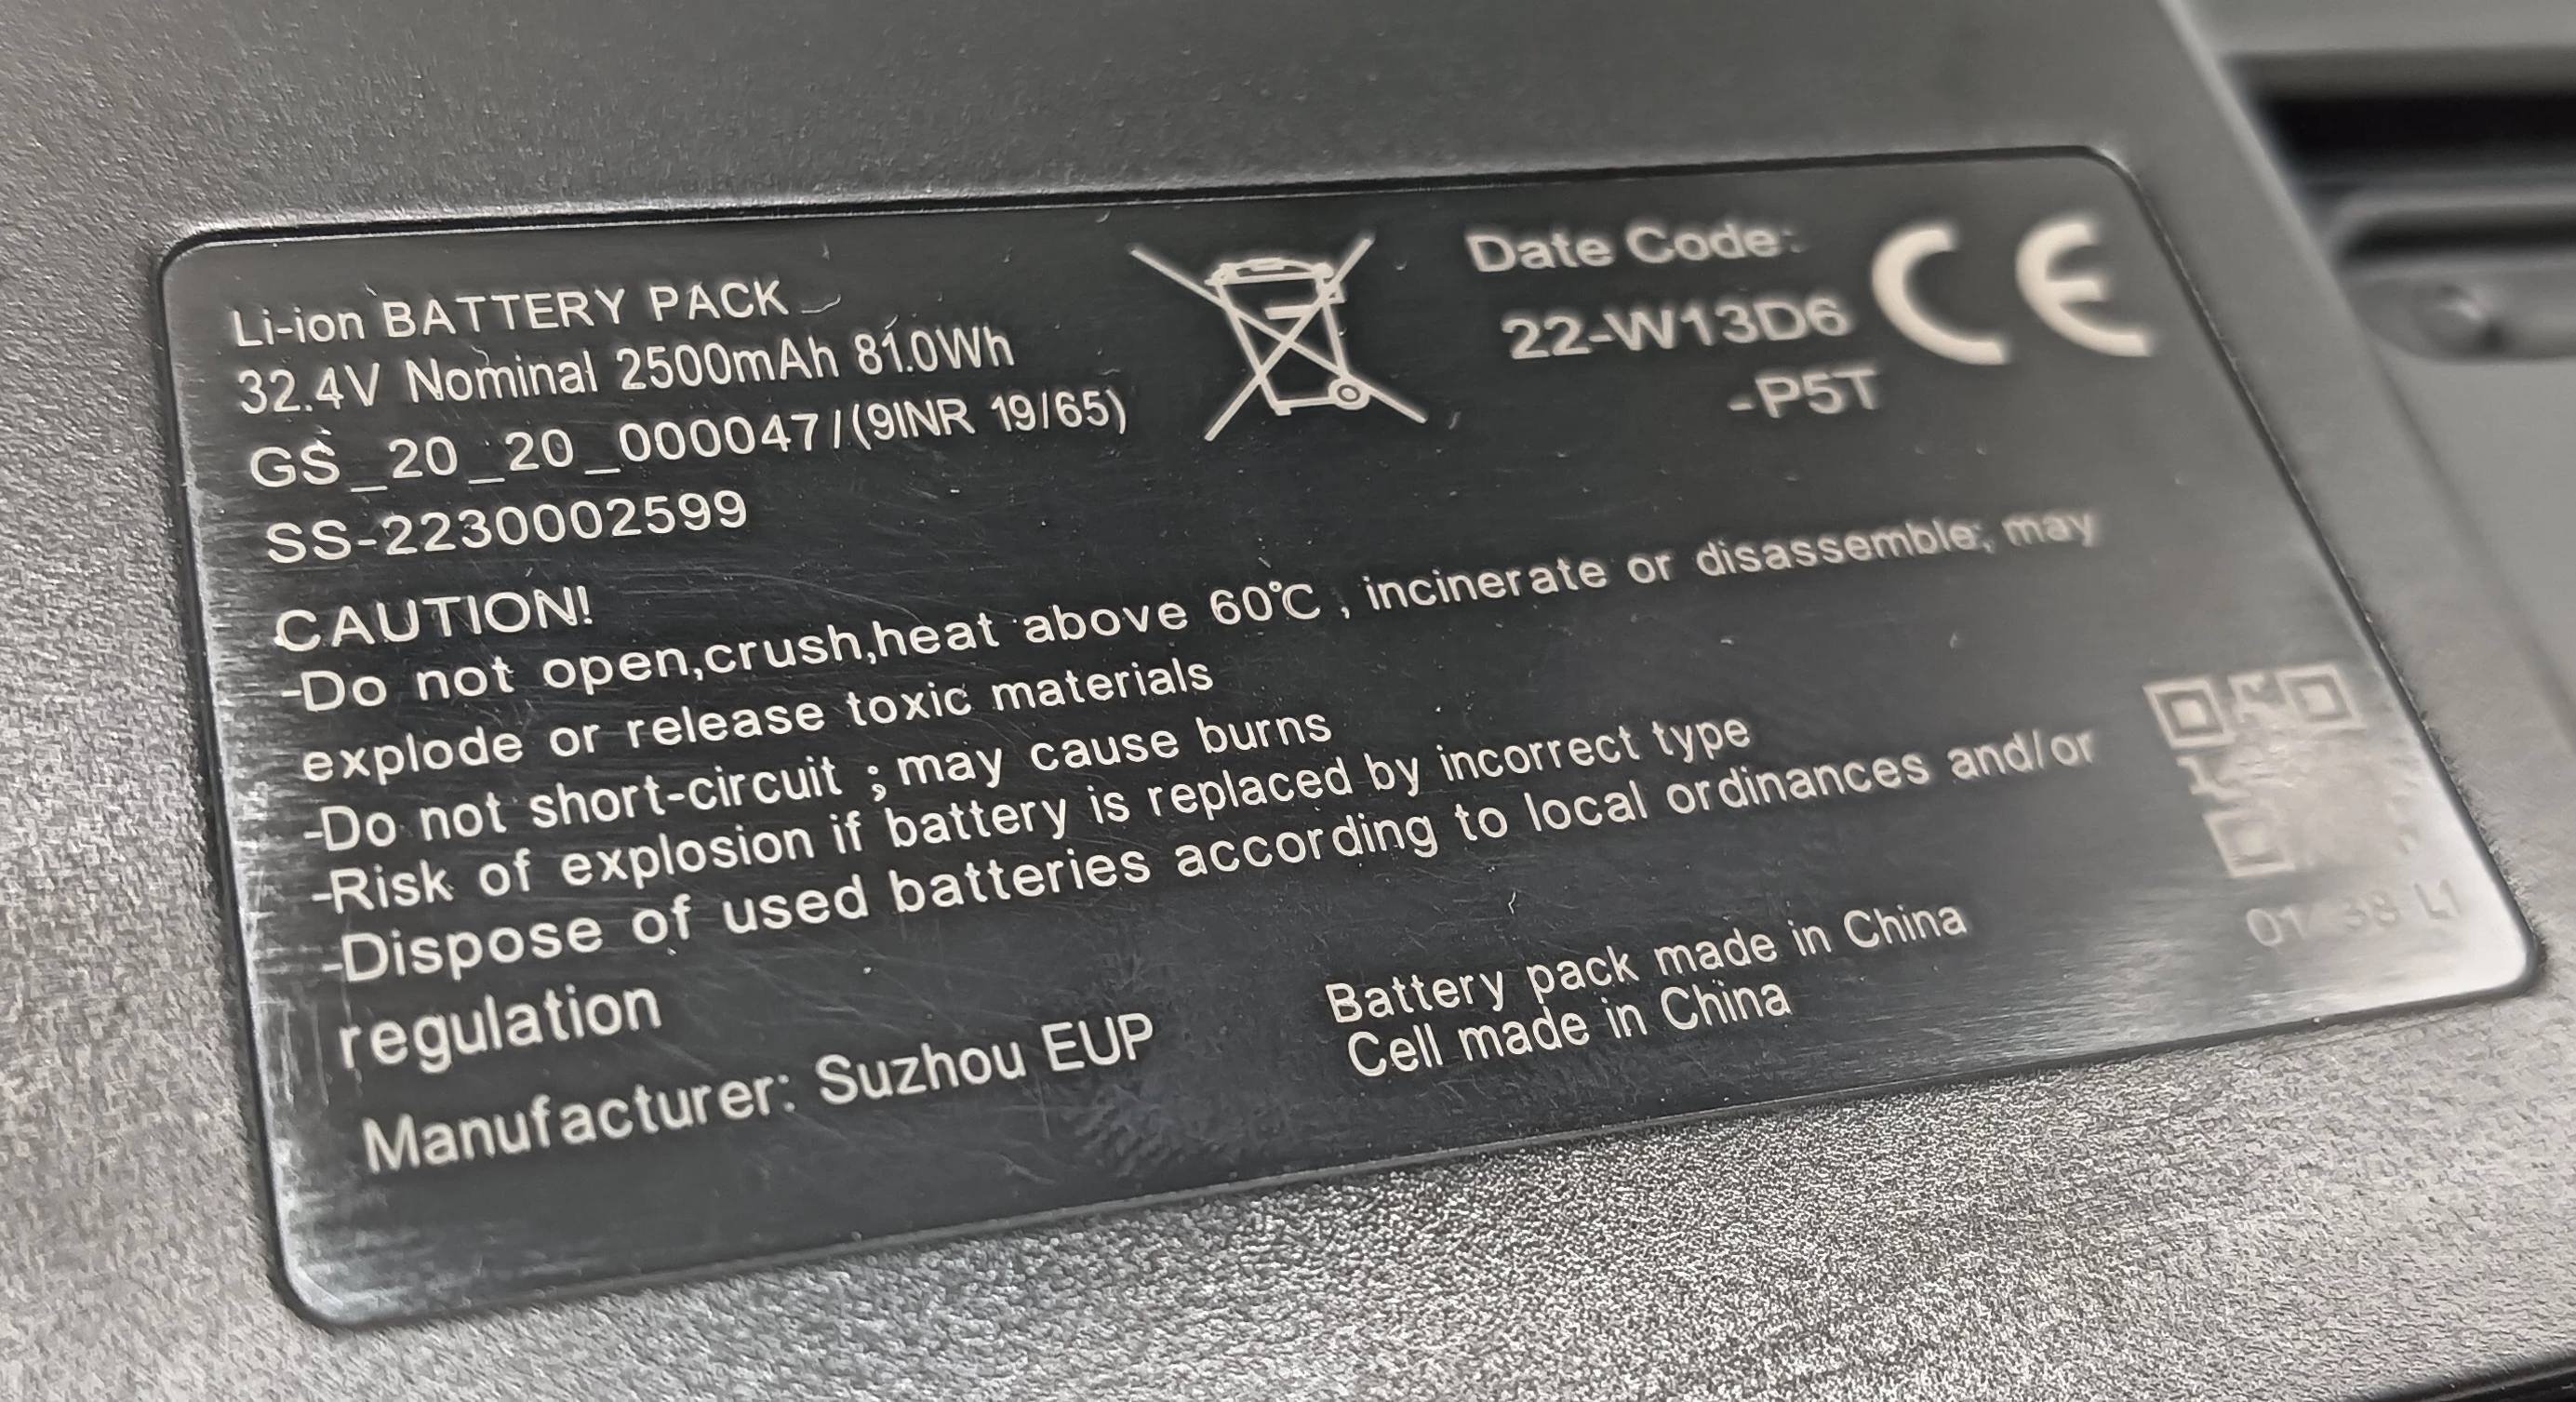 Li-ion BATTERY PACK
32.4V Nominal 2500mAh 81.0Wh
GS_20_20_000047/(9INR 19/65)
SS-2230002599
Date Code:
22-W13D6
-P5T
CE
CAUTION!
-Do not open,crush,heat above 60℃, incinerate or disassemble; may
explode or release toxic materials
-Do not short-circuit ; may cause burns
-Risk of explosion if battery is replaced by incorrect type
-Dispose of used batteries according to local ordinances and/or
regulation
Manufacturer: Suzhou EUP
Battery pack made in China
Cell made in China
L1